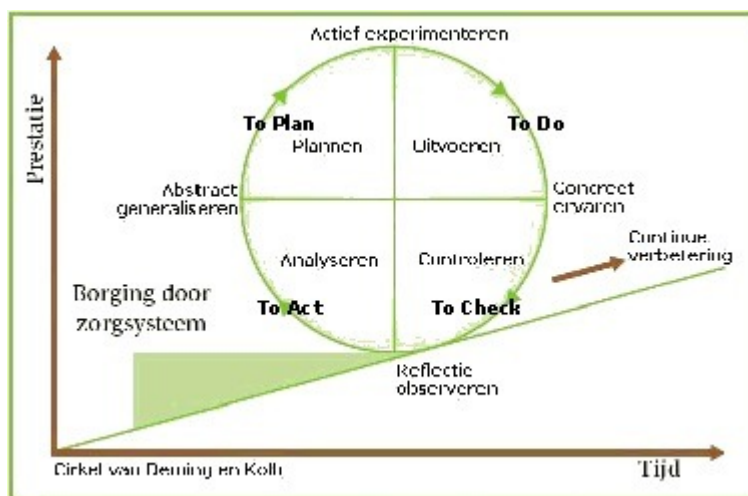 Actief experimenteren
Prestatie
To Plan
To Do
Plannen
Uitvoeren
Abstract
generaliseren
Concreet
ervaren
Analyseren
Controleren
Continue
verbetering
Borging door
zorgsysteem
To Act
To Check
Reflectie
observeren
Cirkel van Deming en Kolb
Tijd